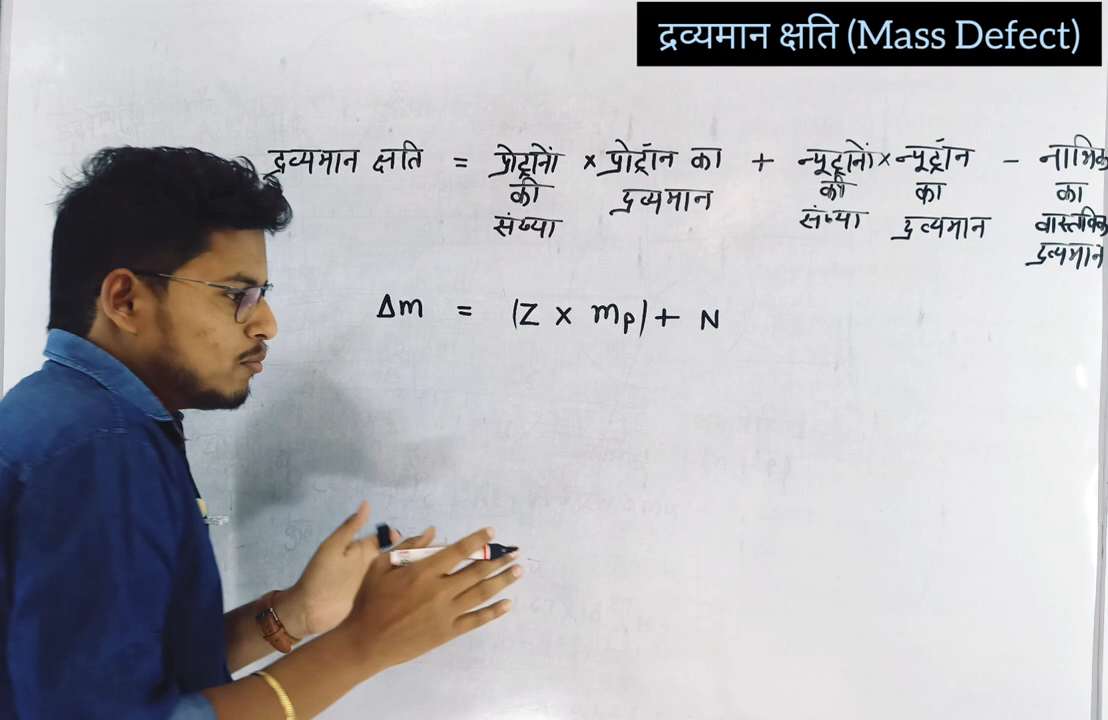 द्रव्यमान क्षति (Mass Defect)
द्रव्यमान क्षति = प्रोट्रॉनों × प्रोट्रॉन का + न्यूट्रॉनों × न्यूट्रॉन - नाभिक
की द्रव्यमान की का का
संख्या संख्या द्रव्यमान वास्तविक
द्रव्यमान
Δm = (Z × mp) + N